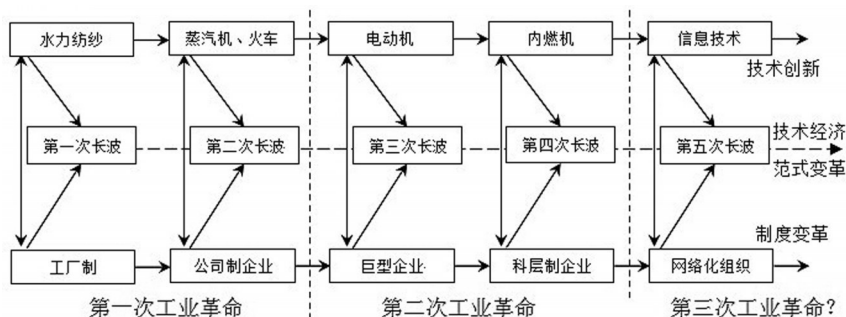 水力纺纱 蒸汽机、火车 电动机 内燃机 信息技术
技术创新
第一次长波 第二次长波 第三次长波 第四次长波 第五次长波
技术经济
范式变革
制度变革
工厂制 公司制企业 巨型企业 科层制企业 网络化组织
第一次工业革命 第二次工业革命 第三次工业革命?